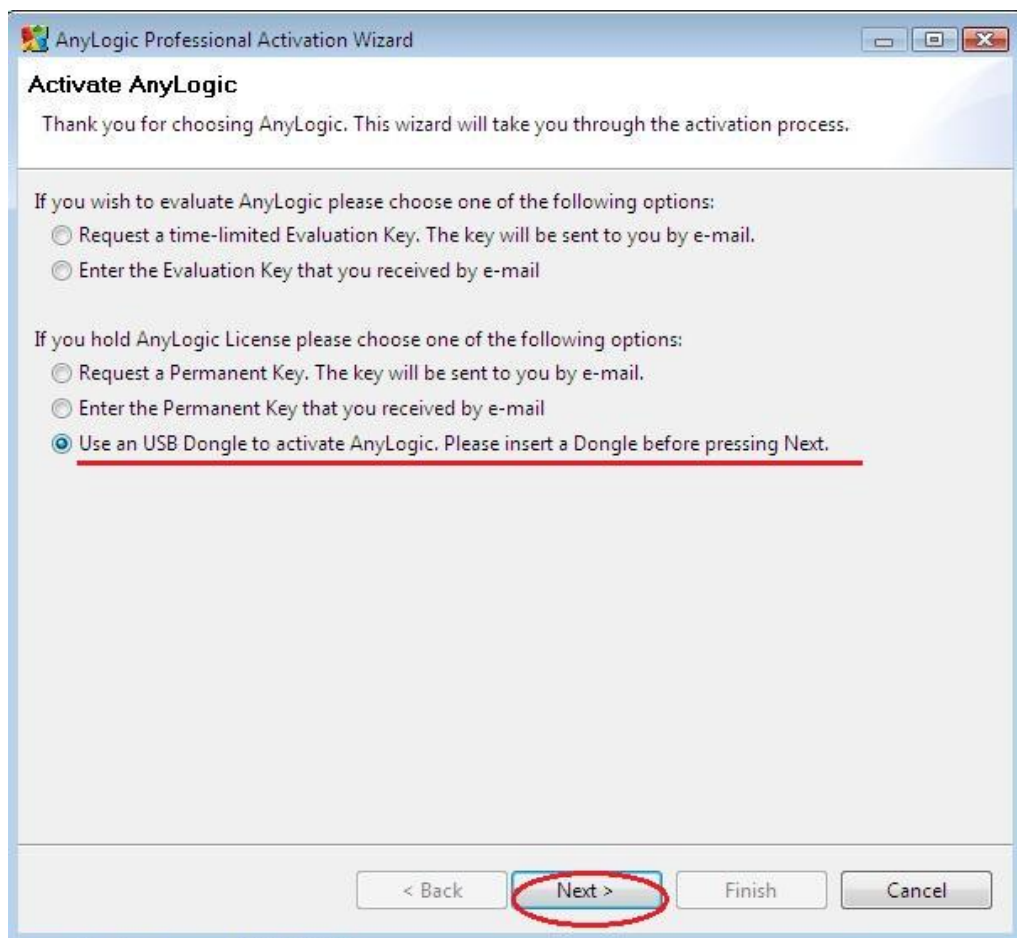 AnyLogic Professional Activation Wizard
Activate AnyLogic
Thank you for choosing AnyLogic. This wizard will take you through the activation process.
If you wish to evaluate AnyLogic please choose one of the following options:
Request a time-limited Evaluation Key. The key will be sent to you by e-mail.
Enter the Evaluation Key that you received by e-mail
If you hold AnyLogic License please choose one of the following options:
Request a Permanent Key. The key will be sent to you by e-mail.
Enter the Permanent Key that you received by e-mail
Use an USB Dongle to activate AnyLogic. Please insert a Dongle before pressing Next.
< Back Next > Finish Cancel